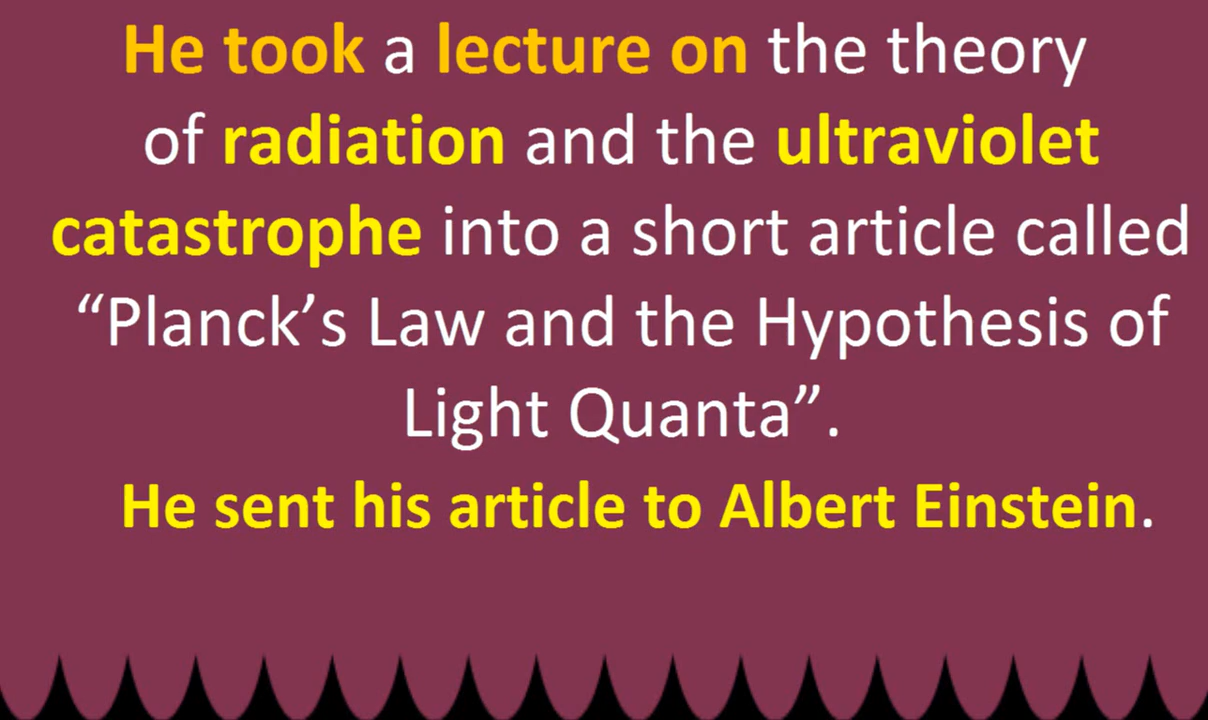 He took a lecture on the theory
of radiation and the ultraviolet
catastrophe into a short article called
“Planck’s Law and the Hypothesis of
Light Quanta”.
He sent his article to Albert Einstein.